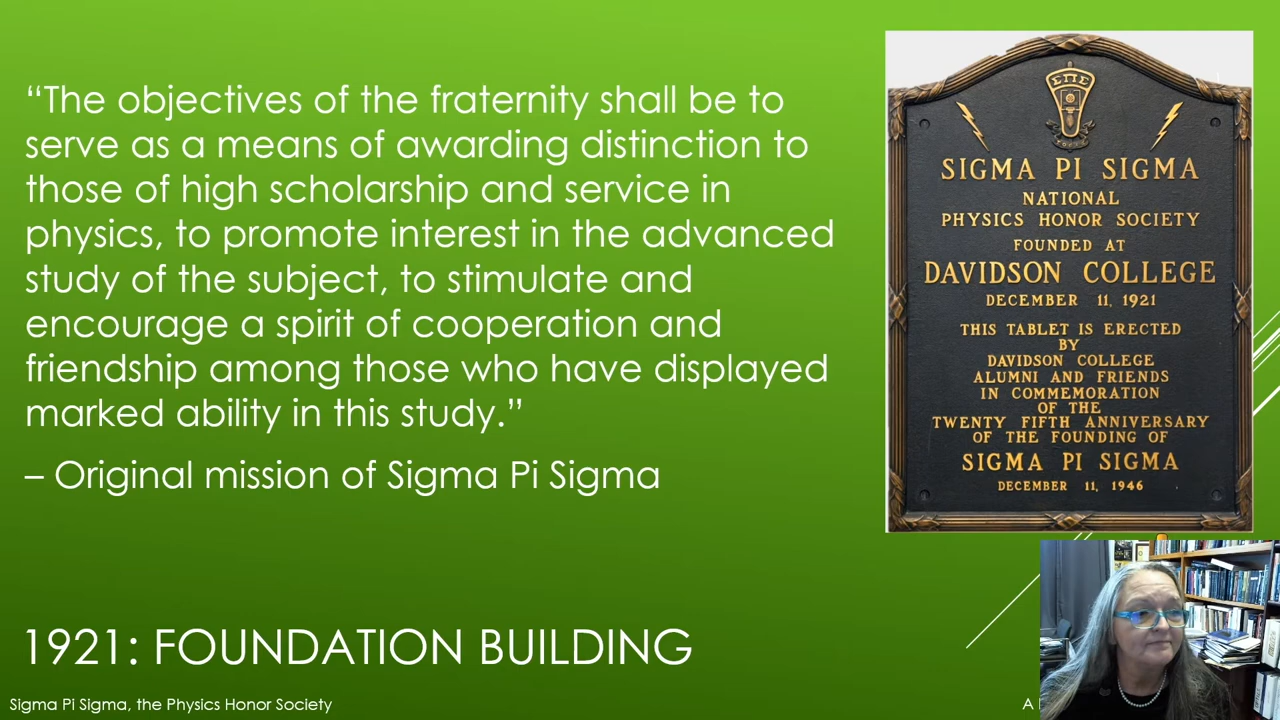 “The objectives of the fraternity shall be to
serve as a means of awarding distinction to
those of high scholarship and service in
physics, to promote interest in the advanced
study of the subject, to stimulate and
encourage a spirit of cooperation and
friendship among those who have displayed
marked ability in this study.”
– Original mission of Sigma Pi Sigma
ΣΠΣ
SIGMA PI SIGMA
NATIONAL
PHYSICS HONOR SOCIETY
FOUNDED AT
DAVIDSON COLLEGE
DECEMBER 11, 1921
THIS TABLET IS ERECTED
BY
DAVIDSON COLLEGE
ALUMNI AND FRIENDS
IN COMMEMORATION
OF THE
TWENTY FIFTH ANNIVERSARY
OF THE FOUNDING OF
SIGMA PI SIGMA
DECEMBER 11, 1946
1921: FOUNDATION BUILDING
Sigma Pi Sigma, the Physics Honor Society
A